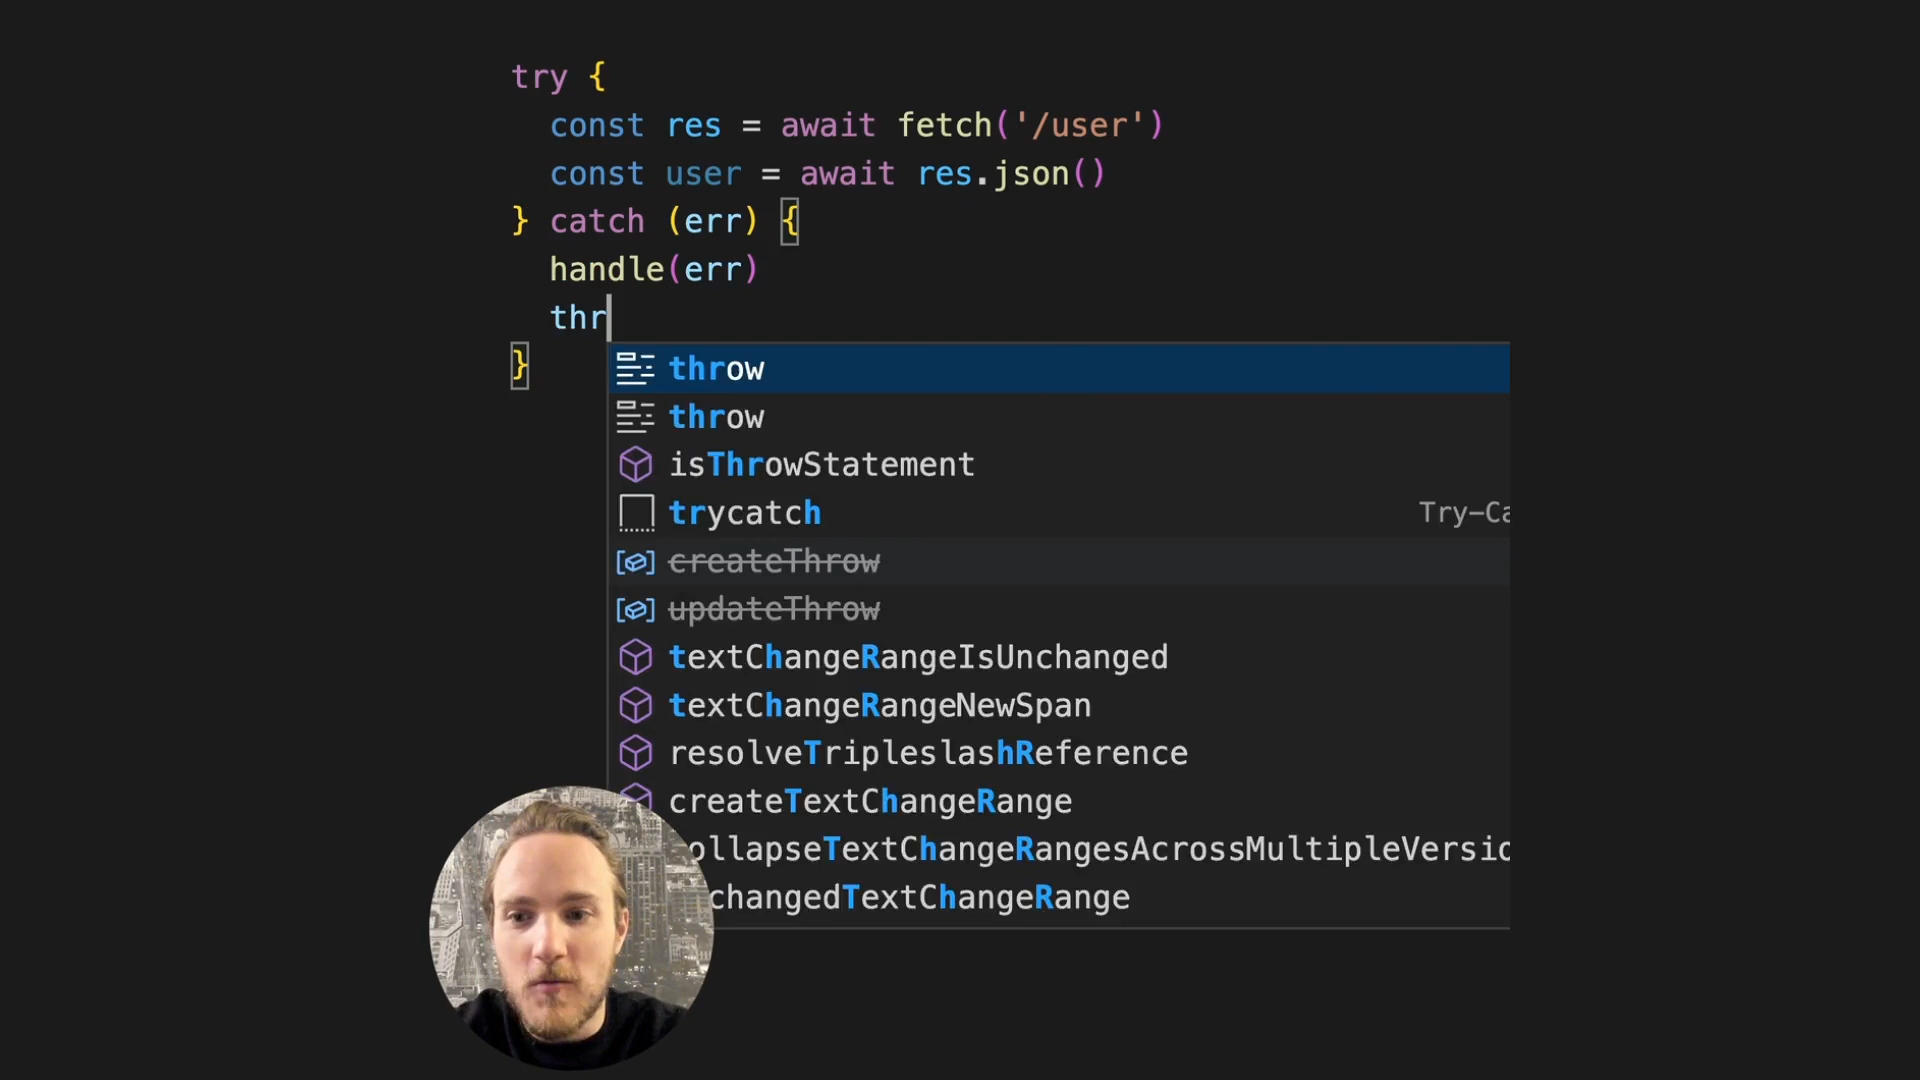 try {
const res = await fetch('/user')
const user = await res.json()
} catch (err) {
handle(err)
thr
}
throw
throw
isThrowStatement
trycatch Try-Ca
createThrow
updateThrow
textChangeRangeIsUnchanged
textChangeRangeNewSpan
resolveTripleslashReference
createTextChangeRange
ollapseTextChangeRangesAcrossMultipleVersio
changedTextChangeRange